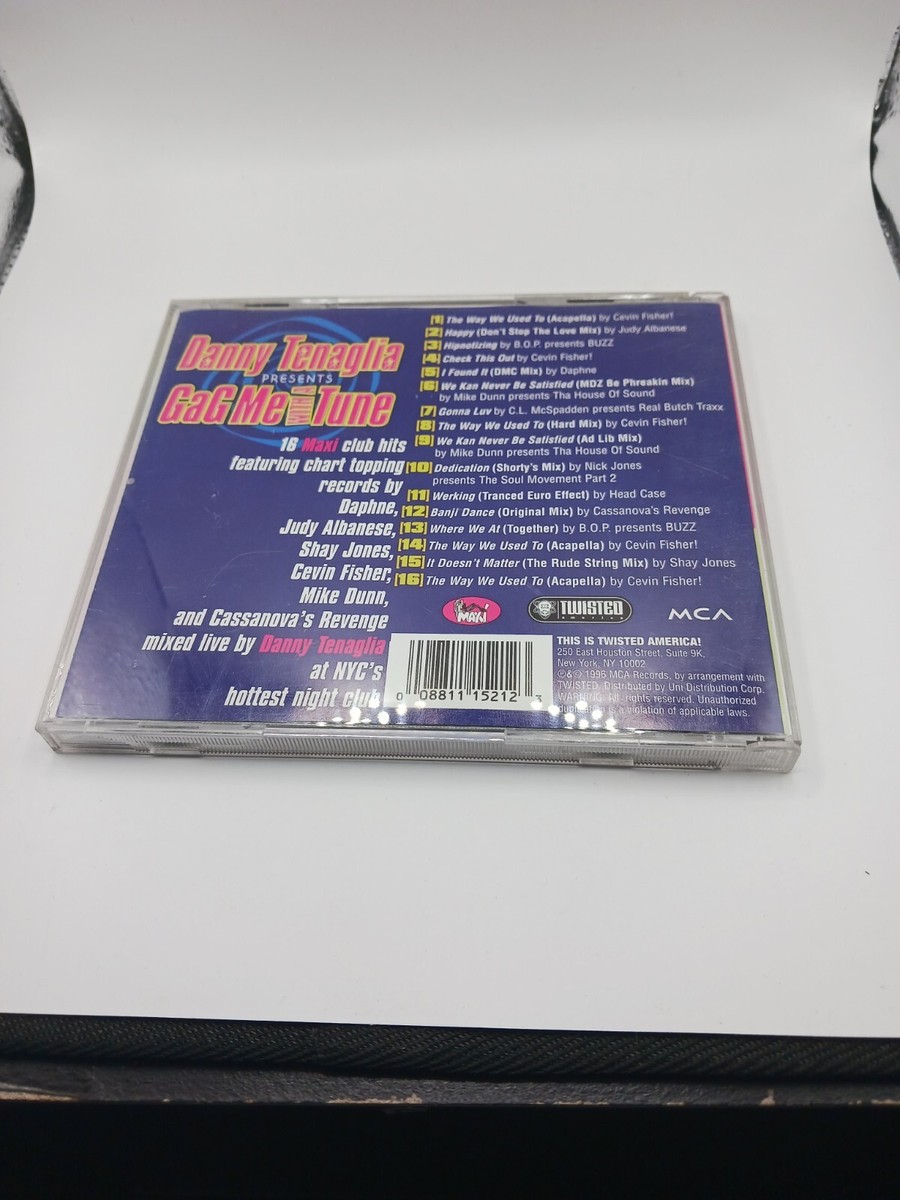 Danny Tenaglia
PRESENTS
GaG Me WITH A Tune
16 Maxi club hits
featuring chart topping
records by
Daphne,
Judy Albanese,
Shay Jones,
Cevin Fisher,
Mike Dunn,
and Cassanova's Revenge
mixed live by Danny Tenaglia
at NYC's
hottest night club
[1] The Way We Used To (Acapella) by Cevin Fisher!
[2] Happy (Don't Stop The Love Mix) by Judy Albanese
[3] Hipnotizing by B.O.P. presents BUZZ
[4] Check This Out by Cevin Fisher!
[5] I Found It (DMC Mix) by Daphne
[6] We Kan Never Be Satisfied (MDZ Be Phreakin Mix)
by Mike Dunn presents Tha House Of Sound
[7] Gonna Luv by C.L. McSpadden presents Real Butch Traxx
[8] The Way We Used To (Hard Mix) by Cevin Fisher!
[9] We Kan Never Be Satisfied (Ad Lib Mix)
by Mike Dunn presents Tha House Of Sound
[10] Dedication (Shorty's Mix) by Nick Jones
presents The Soul Movement Part 2
[11] Werking (Tranced Euro Effect) by Head Case
[12] Banji Dance (Original Mix) by Cassanova's Revenge
[13] Where We At (Together) by B.O.P. presents BUZZ
[14] The Way We Used To (Acapella) by Cevin Fisher!
[15] It Doesn't Matter (The Rude String Mix) by Shay Jones
[16] The Way We Used To (Acapella) by Cevin Fisher!
MAXI
TWISTED
america
MCA
0 08811 15212 3
THIS IS TWISTED AMERICA!
250 East Houston Street, Suite 9K,
New York, NY 10002
℗&© 1996 MCA Records, by arrangement with
TWISTED. Distributed by Uni Distribution Corp.
WARNING: All rights reserved. Unauthorized
duplication is a violation of applicable laws.